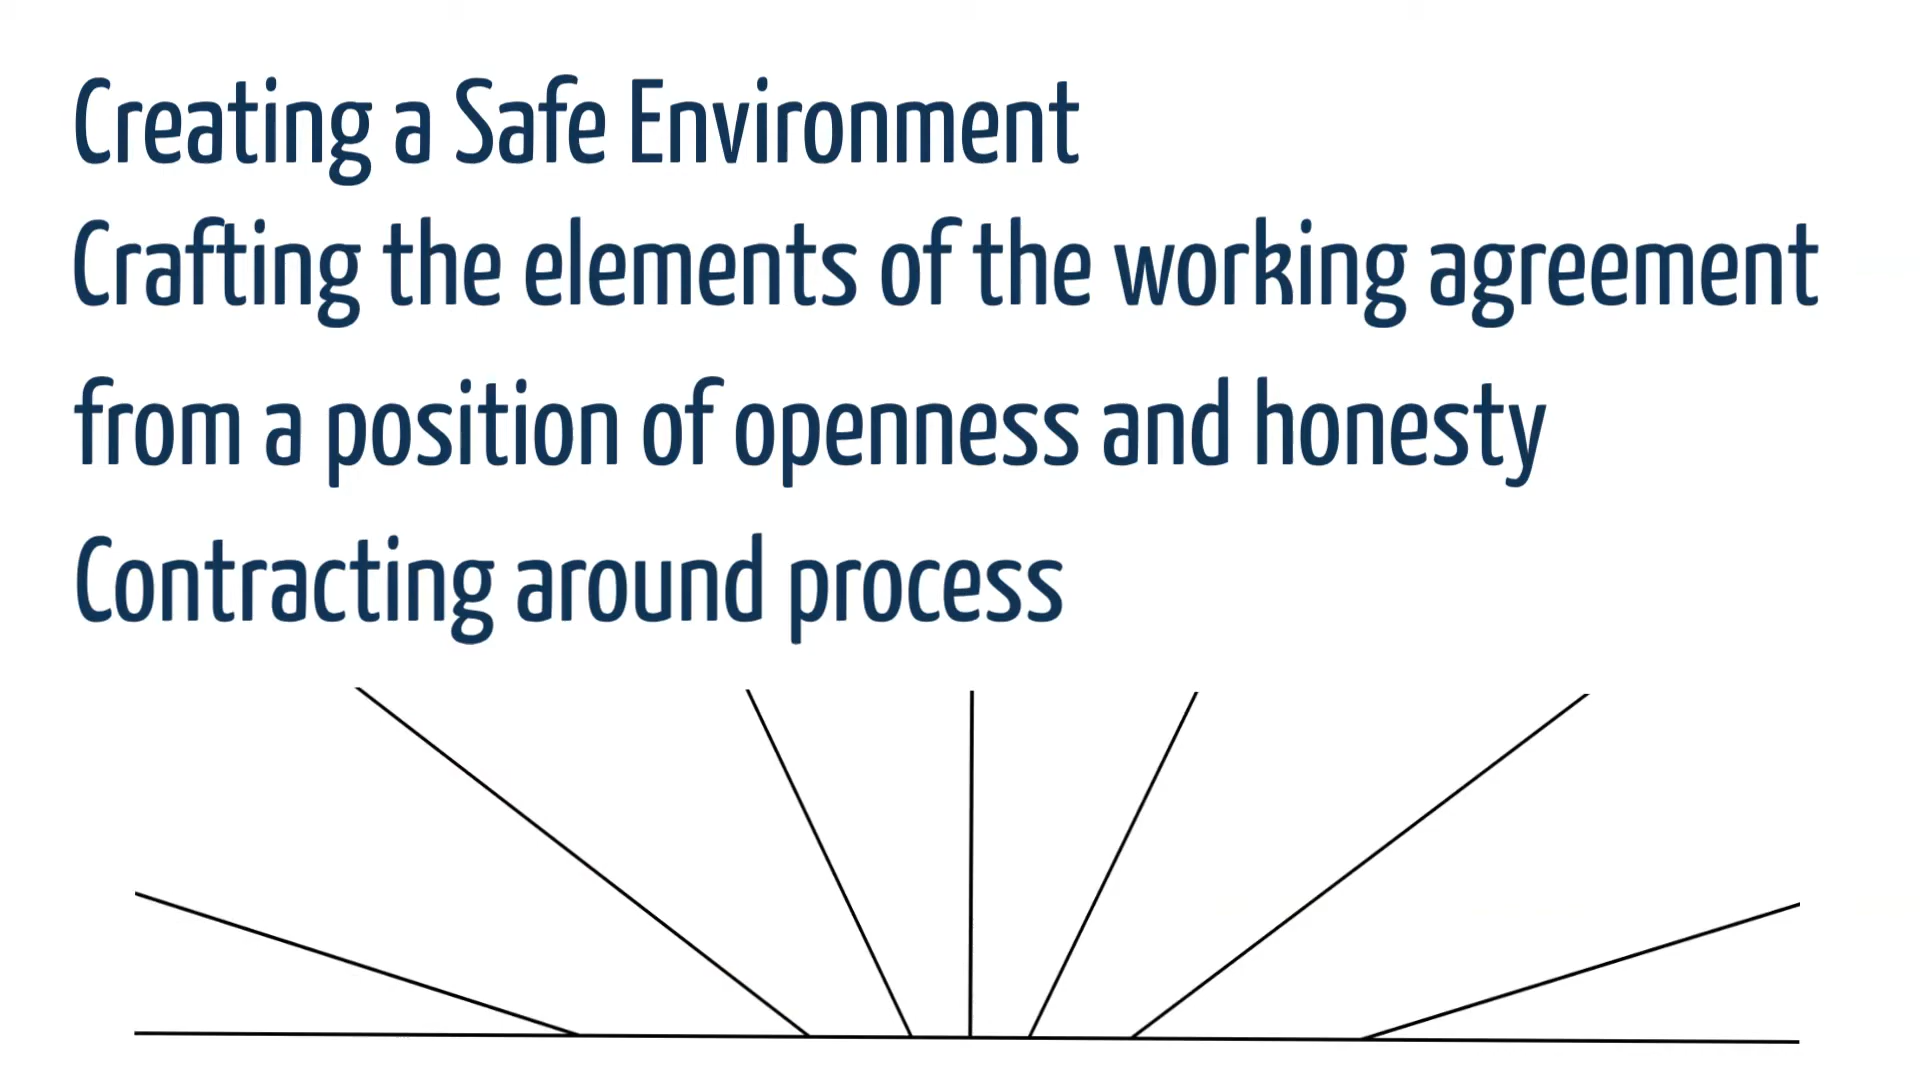 Creating a Safe Environment
Crafting the elements of the working agreement
from a position of openness and honesty
Contracting around process